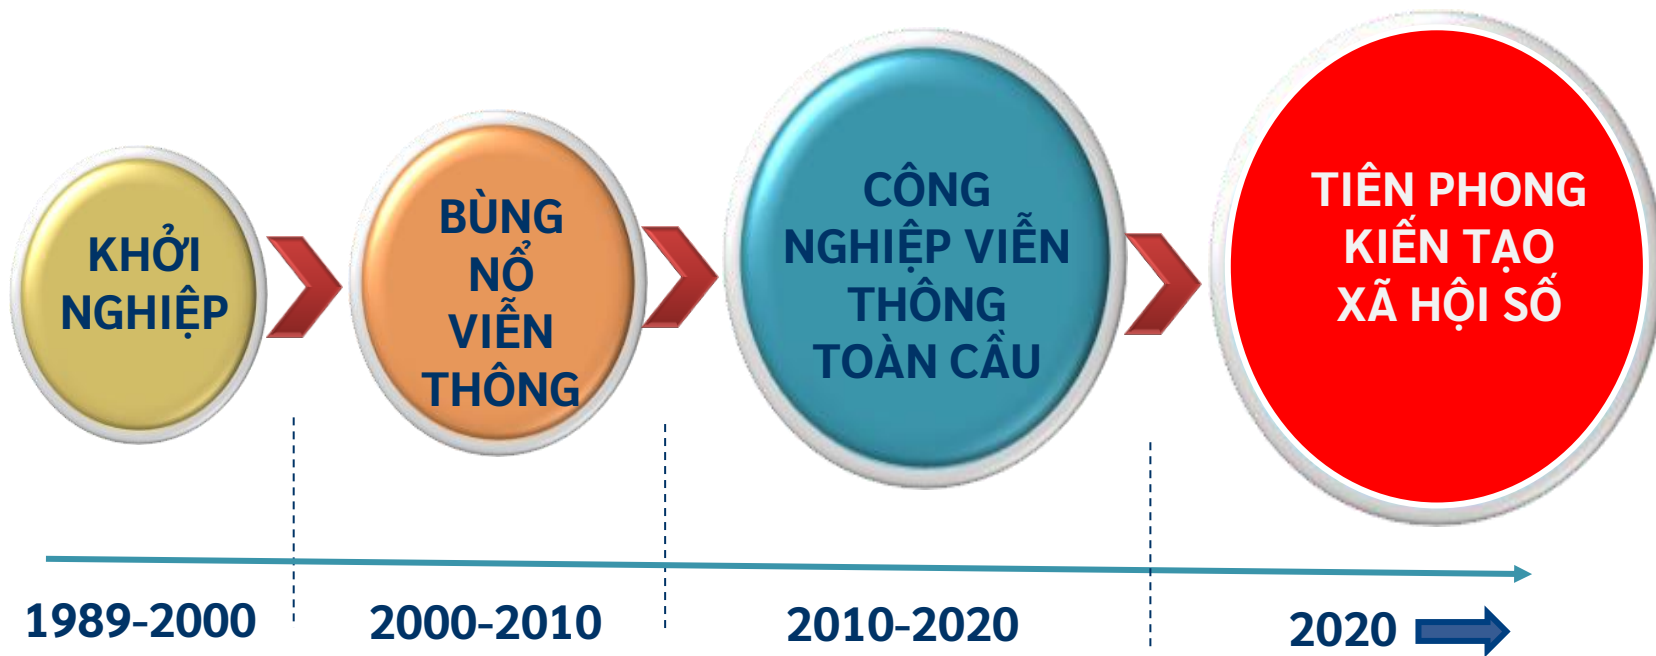 KHỞI
NGHIỆP
BÙNG
NỔ
VIỄN
THÔNG
CÔNG
NGHIỆP VIỄN
THÔNG
TOÀN CẦU
TIÊN PHONG
KIẾN TẠO
XÃ HỘI SỐ
1989-2000
2000-2010
2010-2020
2020